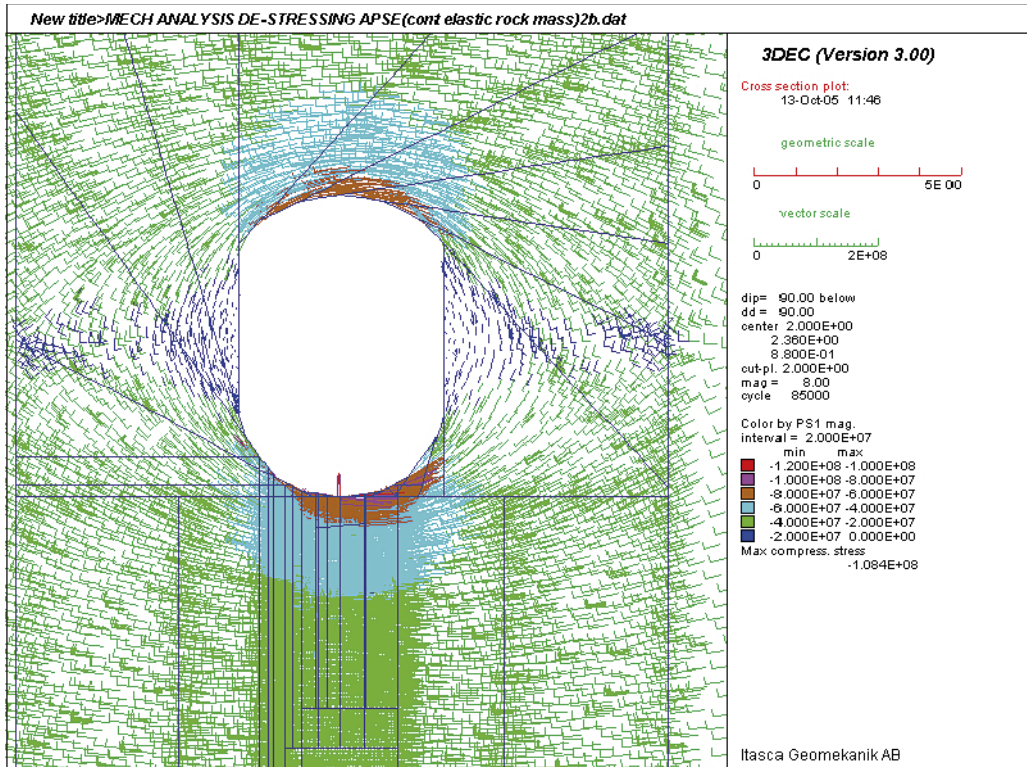 New title>MECH ANALYSIS DE-STRESSING APSE(cont elastic rock mass)2b.dat
3DEC (Version 3.00)
Cross section plot:
13-Oct-05 11:46
geometric scale
0 5E 00
vector scale
0 2E+08
dip= 90.00 below
dd = 90.00
center 2.000E+00
2.360E+00
8.800E-01
cut-pl. 2.000E+00
mag = 8.00
cycle 85000
Color by PS1 mag.
interval = 2.000E+07
min max
-1.200E+08 -1.000E+08
-1.000E+08 -8.000E+07
-8.000E+07 -6.000E+07
-6.000E+07 -4.000E+07
-4.000E+07 -2.000E+07
-2.000E+07 0.000E+00
Max compress. stress
-1.084E+08
Itasca Geomekanik AB